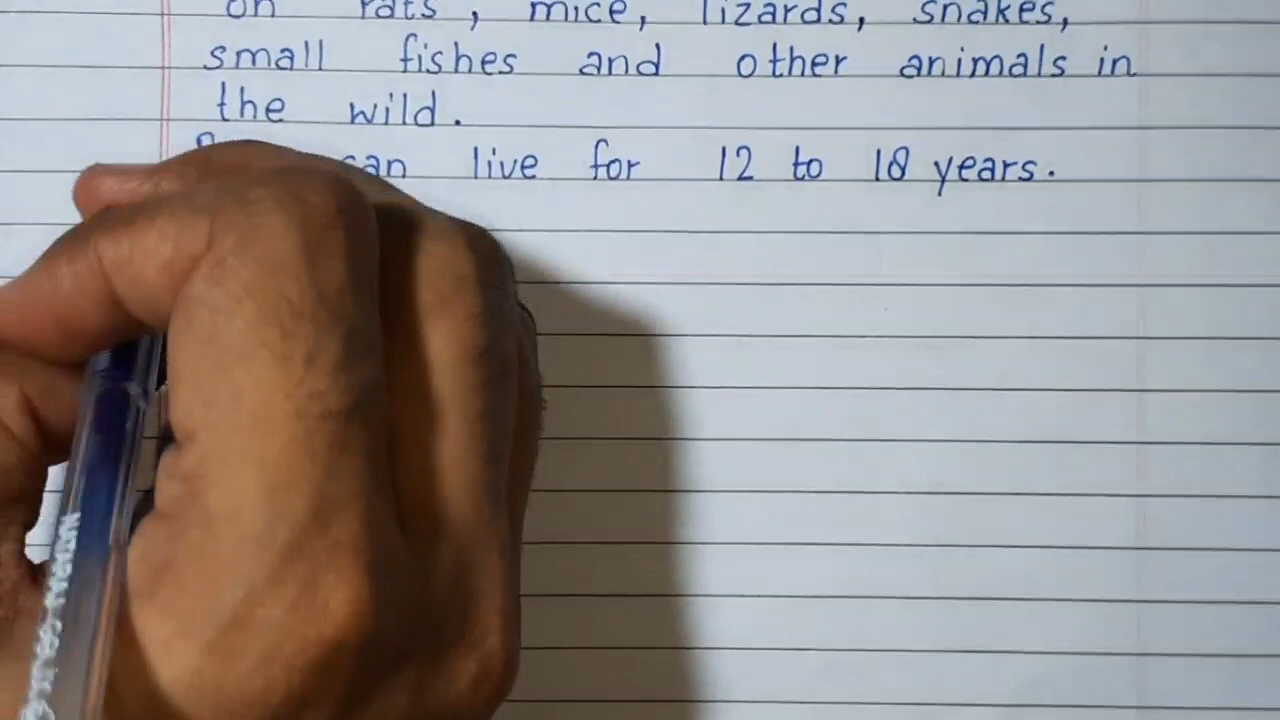 on rats, mice, lizards, snakes,
small fishes and other animals in
the wild.
can live for 12 to 18 years.